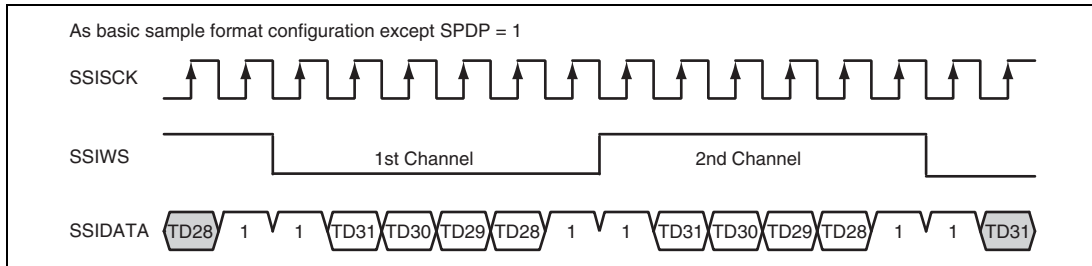 As basic sample format configuration except SPDP = 1
SSISCK
SSIWS 1st Channel 2nd Channel
SSIDATA TD28 1 1 TD31 TD30 TD29 TD28 1 1 TD31 TD30 TD29 TD28 1 1 TD31